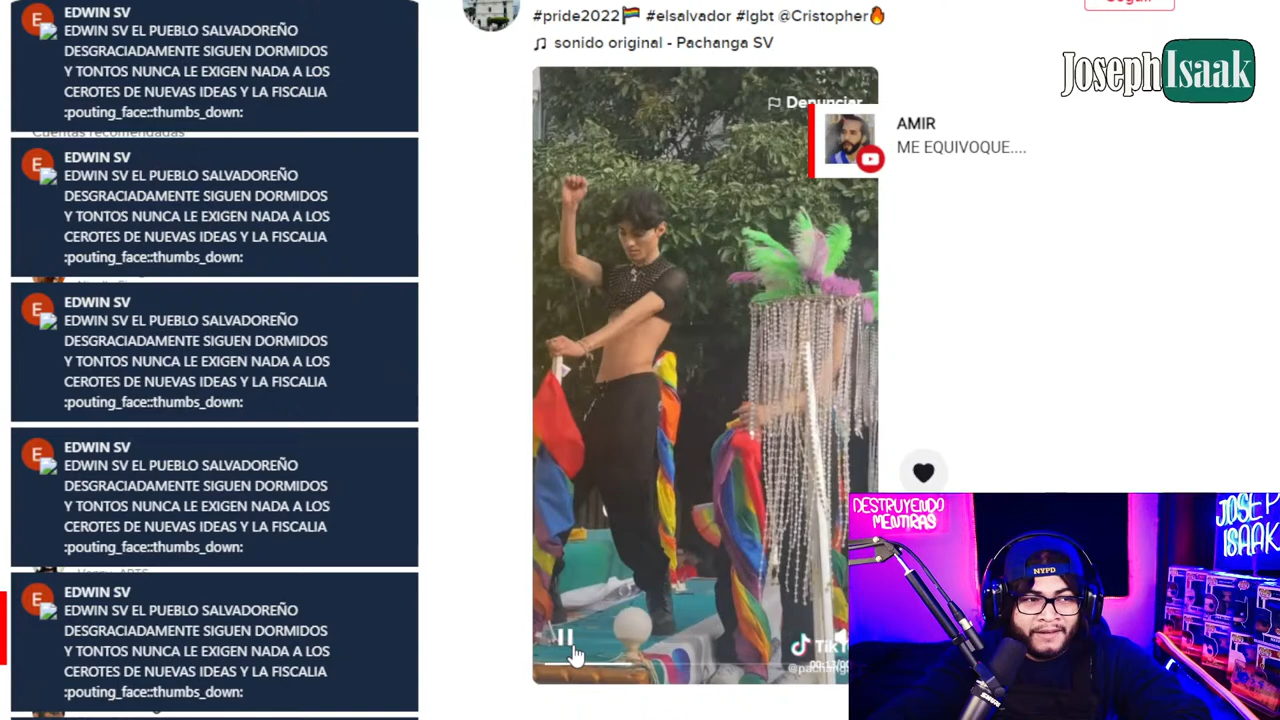 EDWIN SV
EDWIN SV EL PUEBLO SALVADOREÑO
DESGRACIADAMENTE SIGUEN DORMIDOS
Y TONTOS NUNCA LE EXIGEN NADA A LOS
CEROTES DE NUEVAS IDEAS Y LA FISCALIA
:pouting_face::thumbs_down:
Cuentas recomendadas
EDWIN SV
EDWIN SV EL PUEBLO SALVADOREÑO
DESGRACIADAMENTE SIGUEN DORMIDOS
Y TONTOS NUNCA LE EXIGEN NADA A LOS
CEROTES DE NUEVAS IDEAS Y LA FISCALIA
:pouting_face::thumbs_down:
EDWIN SV
EDWIN SV EL PUEBLO SALVADOREÑO
DESGRACIADAMENTE SIGUEN DORMIDOS
Y TONTOS NUNCA LE EXIGEN NADA A LOS
CEROTES DE NUEVAS IDEAS Y LA FISCALIA
:pouting_face::thumbs_down:
EDWIN SV
EDWIN SV EL PUEBLO SALVADOREÑO
DESGRACIADAMENTE SIGUEN DORMIDOS
Y TONTOS NUNCA LE EXIGEN NADA A LOS
CEROTES DE NUEVAS IDEAS Y LA FISCALIA
:pouting_face::thumbs_down:
EDWIN SV
EDWIN SV EL PUEBLO SALVADOREÑO
DESGRACIADAMENTE SIGUEN DORMIDOS
Y TONTOS NUNCA LE EXIGEN NADA A LOS
CEROTES DE NUEVAS IDEAS Y LA FISCALIA
:pouting_face::thumbs_down:
#pride2022🏳️‍🌈 #elsalvador #lgbt @Cristopher🔥
♫ sonido original - Pachanga SV
Denunciar
AMIR
ME EQUIVOQUE....
JosephIsaak
DESTRUYENDO
MENTIRAS
NYPD
JOSEP
ISAAK
TikT
@pachang